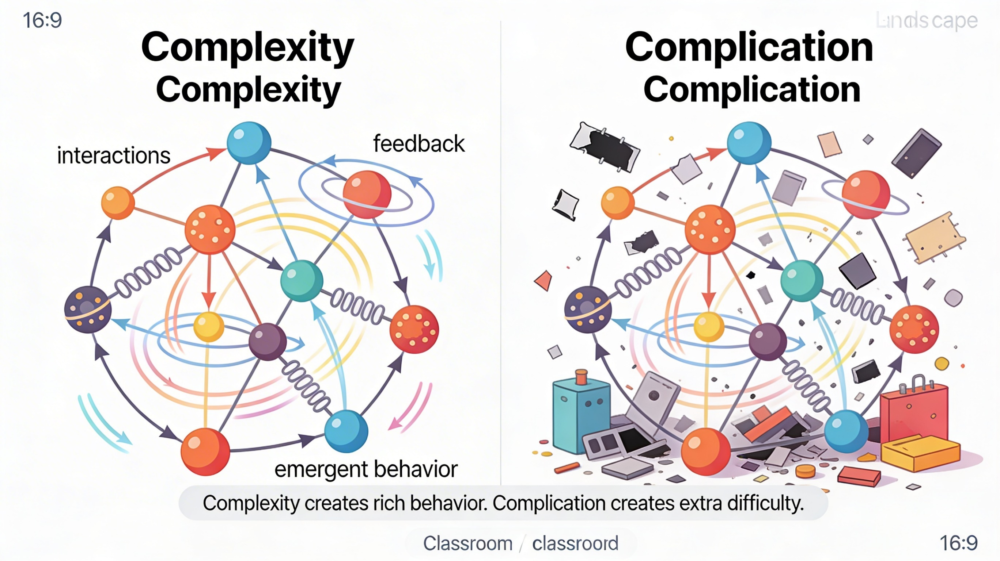 16:9
Complexity
Complexity
interactions
feedback
emergent behavior
Complication
Complication
Complexity creates rich behavior. Complication creates extra difficulty.
Classroom / classroord
16:9